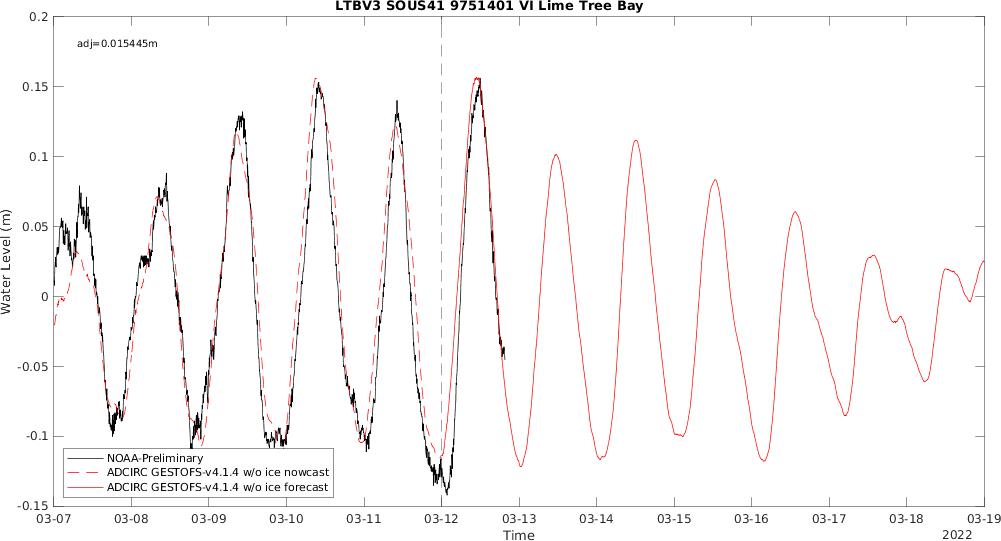 LTBV3 SOUS41 9751401 VI Lime Tree Bay
adj=0.015445m
0.2
0.15
0.1
0.05
0
-0.05
-0.1
-0.15
Water Level (m)
NOAA-Preliminary
ADCIRC GESTOFS-v4.1.4 w/o ice nowcast
ADCIRC GESTOFS-v4.1.4 w/o ice forecast
03-07 03-08 03-09 03-10 03-11 03-12 03-13 03-14 03-15 03-16 03-17 03-18 03-19
Time
2022